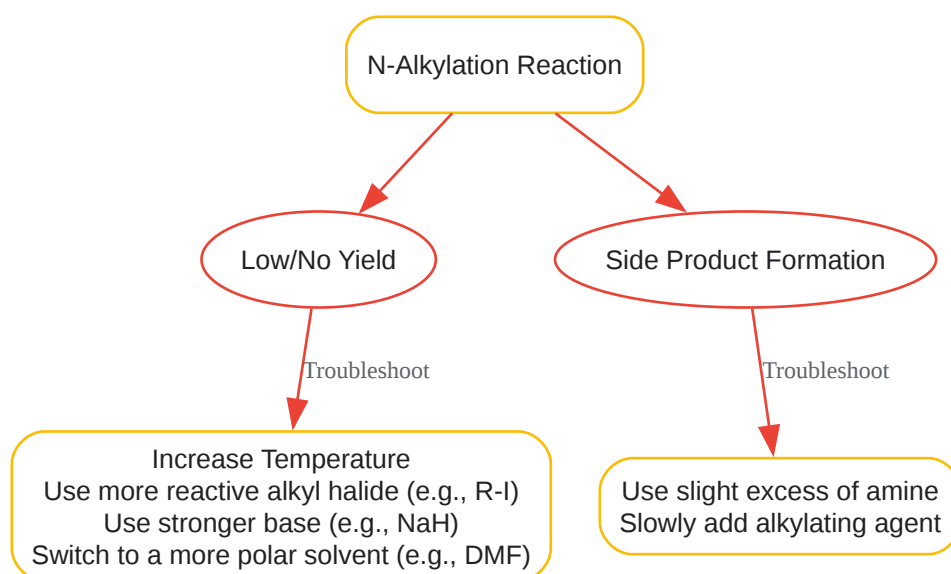 N-Alkylation Reaction
Low/No Yield
Side Product Formation
Troubleshoot
Troubleshoot
Increase Temperature
Use more reactive alkyl halide (e.g., R-I)
Use stronger base (e.g., NaH)
Switch to a more polar solvent (e.g., DMF)
Use slight excess of amine
Slowly add alkylating agent